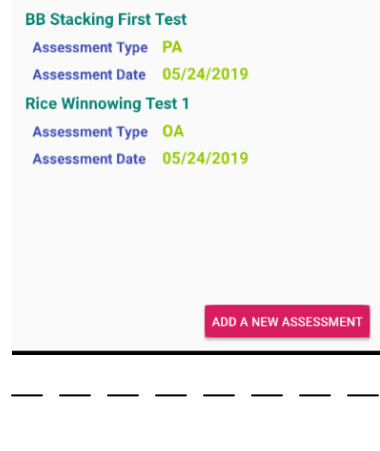 BB Stacking First Test
Assessment Type PA
Assessment Date 05/24/2019
Rice Winnowing Test 1
Assessment Type OA
Assessment Date 05/24/2019
ADD A NEW ASSESSMENT